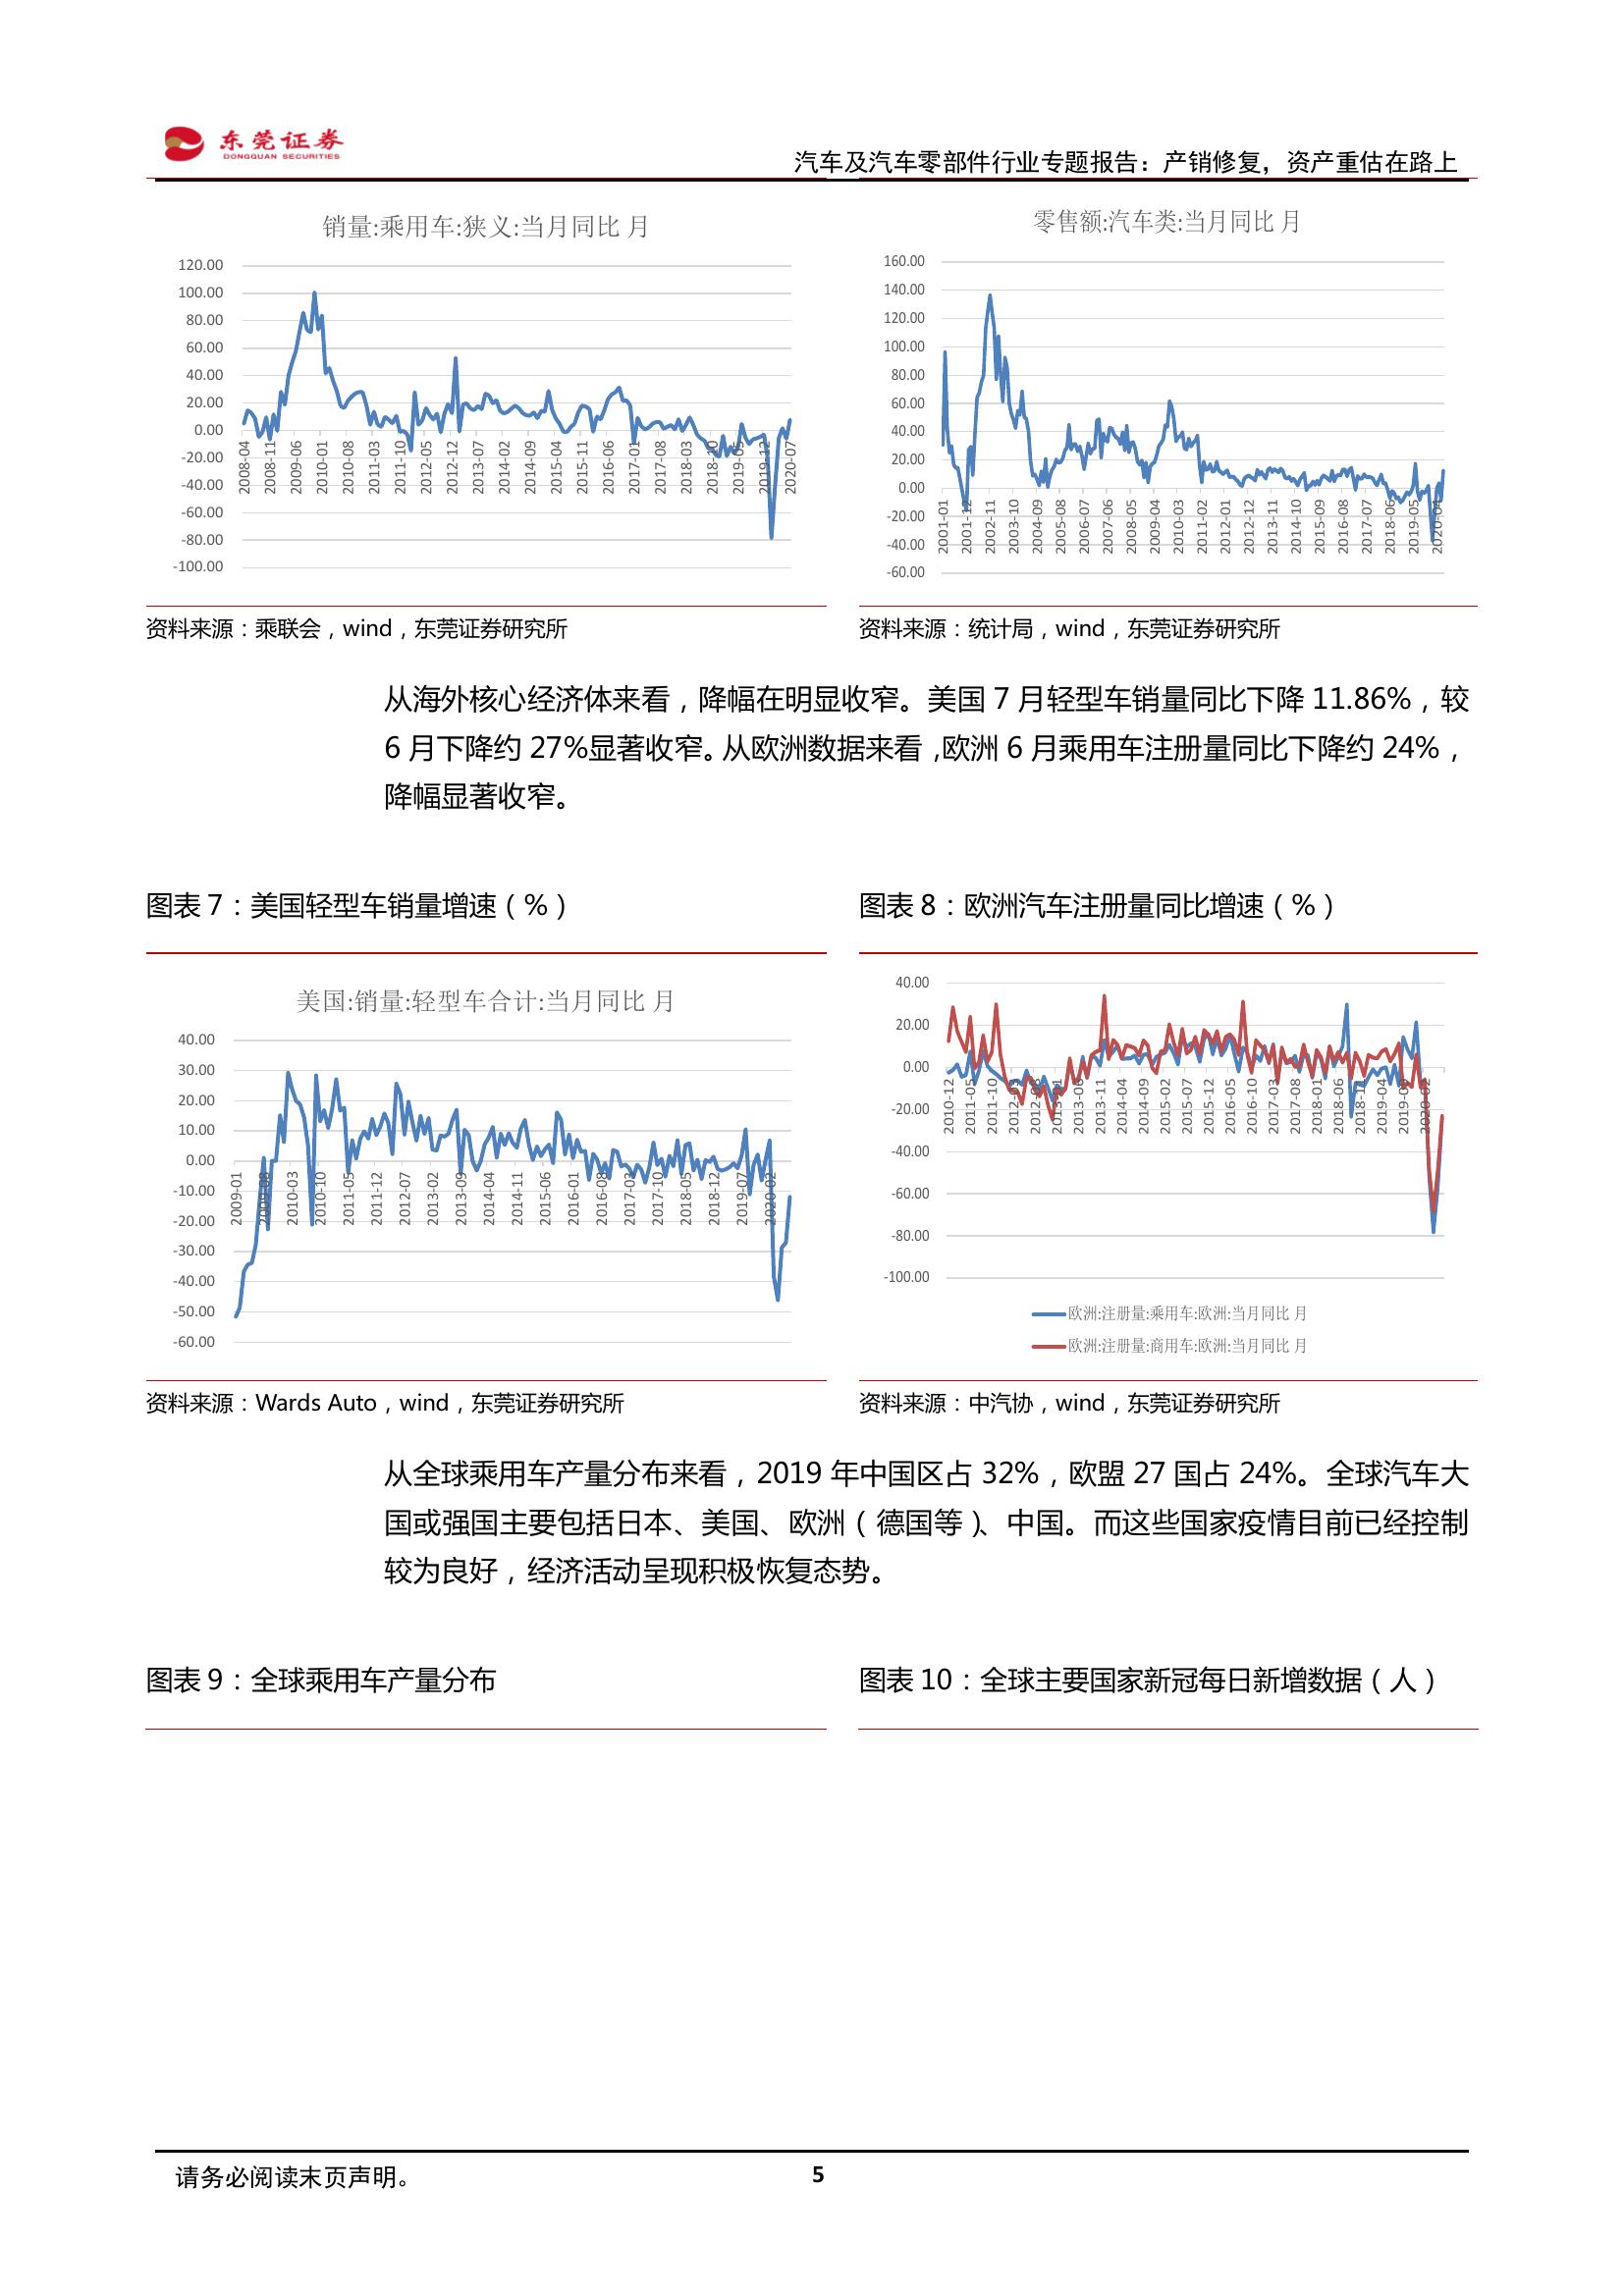 东莞证券
DONGGUAN SECURITIES
汽车及汽车零部件行业专题报告：产销修复，资产重估在路上
销量:乘用车:狭义:当月同比 月
120.00
100.00
80.00
60.00
40.00
20.00
0.00
-20.00
-40.00
-60.00
-80.00
-100.00
2008-04 2008-11 2009-06 2010-01 2010-08 2011-03 2011-10 2012-05 2012-12 2013-07 2014-02 2014-09 2015-04 2015-11 2016-06 2017-01 2017-08 2018-03 2018-10 2019-05 2019-12 2020-07
零售额:汽车类:当月同比 月
160.00
140.00
120.00
100.00
80.00
60.00
40.00
20.00
0.00
-20.00
-40.00
-60.00
2001-01 2001-12 2002-11 2003-10 2004-09 2005-08 2006-07 2007-06 2008-05 2009-04 2010-03 2011-02 2012-01 2012-12 2013-11 2014-10 2015-09 2016-08 2017-07 2018-06 2019-05 2020-04
资料来源：乘联会，wind，东莞证券研究所
资料来源：统计局，wind，东莞证券研究所
从海外核心经济体来看，降幅在明显收窄。美国 7 月轻型车销量同比下降 11.86%，较
6 月下降约 27%显著收窄。从欧洲数据来看，欧洲 6 月乘用车注册量同比下降约 24%，
降幅显著收窄。
图表 7：美国轻型车销量增速（%）
图表 8：欧洲汽车注册量同比增速（%）
美国:销量:轻型车合计:当月同比 月
40.00
30.00
20.00
10.00
0.00
-10.00
-20.00
-30.00
-40.00
-50.00
-60.00
2009-01 2009-08 2010-03 2010-10 2011-05 2011-12 2012-07 2013-02 2013-09 2014-04 2014-11 2015-06 2016-01 2016-08 2017-03 2017-10 2018-05 2018-12 2019-07 2020-02
40.00
20.00
0.00
-20.00
-40.00
-60.00
-80.00
-100.00
2010-12 2011-05 2011-10 2012-03 2012-08 2013-01 2013-06 2013-11 2014-04 2014-09 2015-02 2015-07 2015-12 2016-05 2016-10 2017-03 2017-08 2018-01 2018-06 2018-11 2019-04 2019-09 2020-02
欧洲:注册量:乘用车:欧洲:当月同比 月
欧洲:注册量:商用车:欧洲:当月同比 月
资料来源：Wards Auto，wind，东莞证券研究所
资料来源：中汽协，wind，东莞证券研究所
从全球乘用车产量分布来看，2019 年中国区占 32%，欧盟 27 国占 24%。全球汽车大
国或强国主要包括日本、美国、欧洲（德国等）、中国。而这些国家疫情目前已经控制
较为良好，经济活动呈现积极恢复态势。
图表 9：全球乘用车产量分布
图表 10：全球主要国家新冠每日新增数据（人）
请务必阅读末页声明。
5